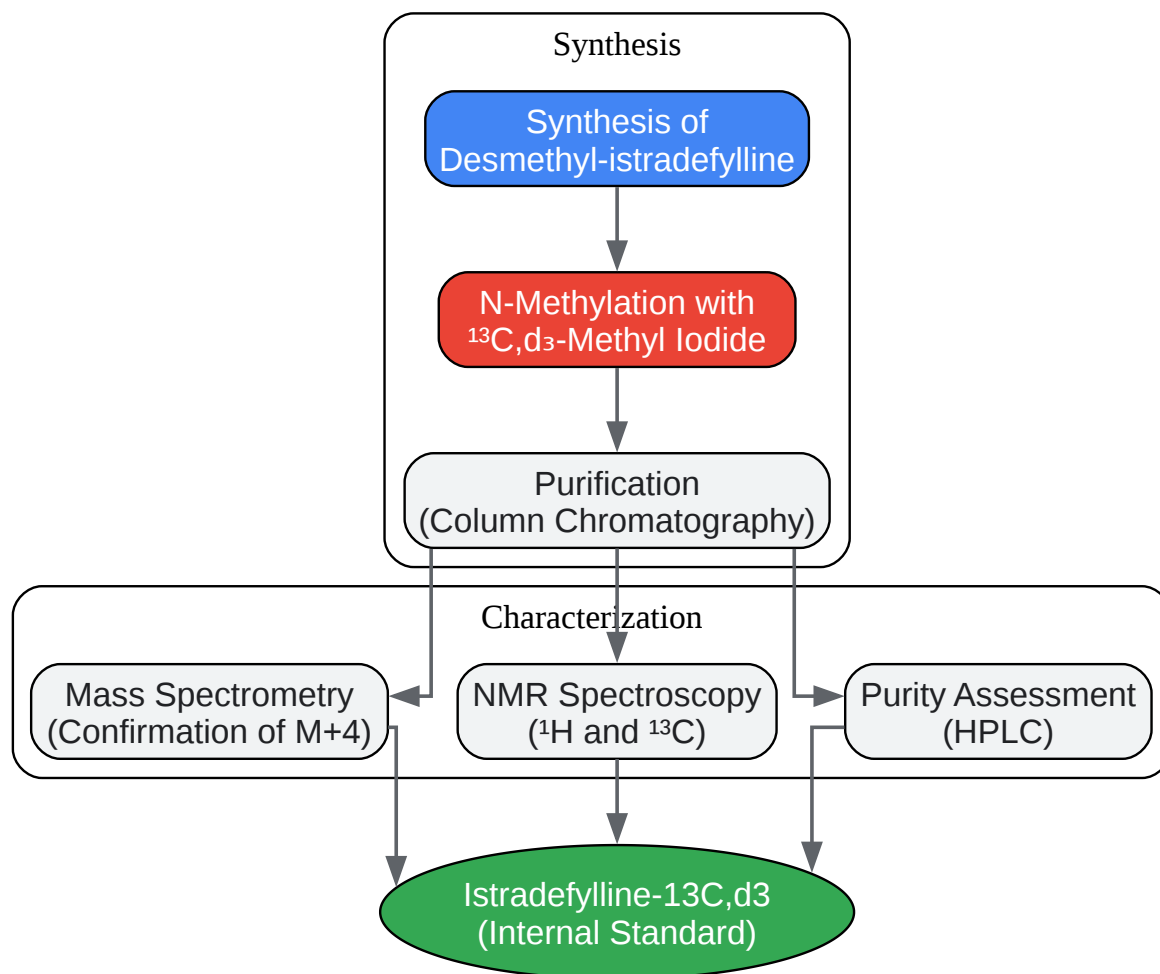 Synthesis
Synthesis of
Desmethyl-istradefylline
N-Methylation with
¹³C,d₃-Methyl Iodide
Purification
(Column Chromatography)
Characterization
Mass Spectrometry
(Confirmation of M+4)
NMR Spectroscopy
(¹H and ¹³C)
Purity Assessment
(HPLC)
Istradefylline-13C,d3
(Internal Standard)